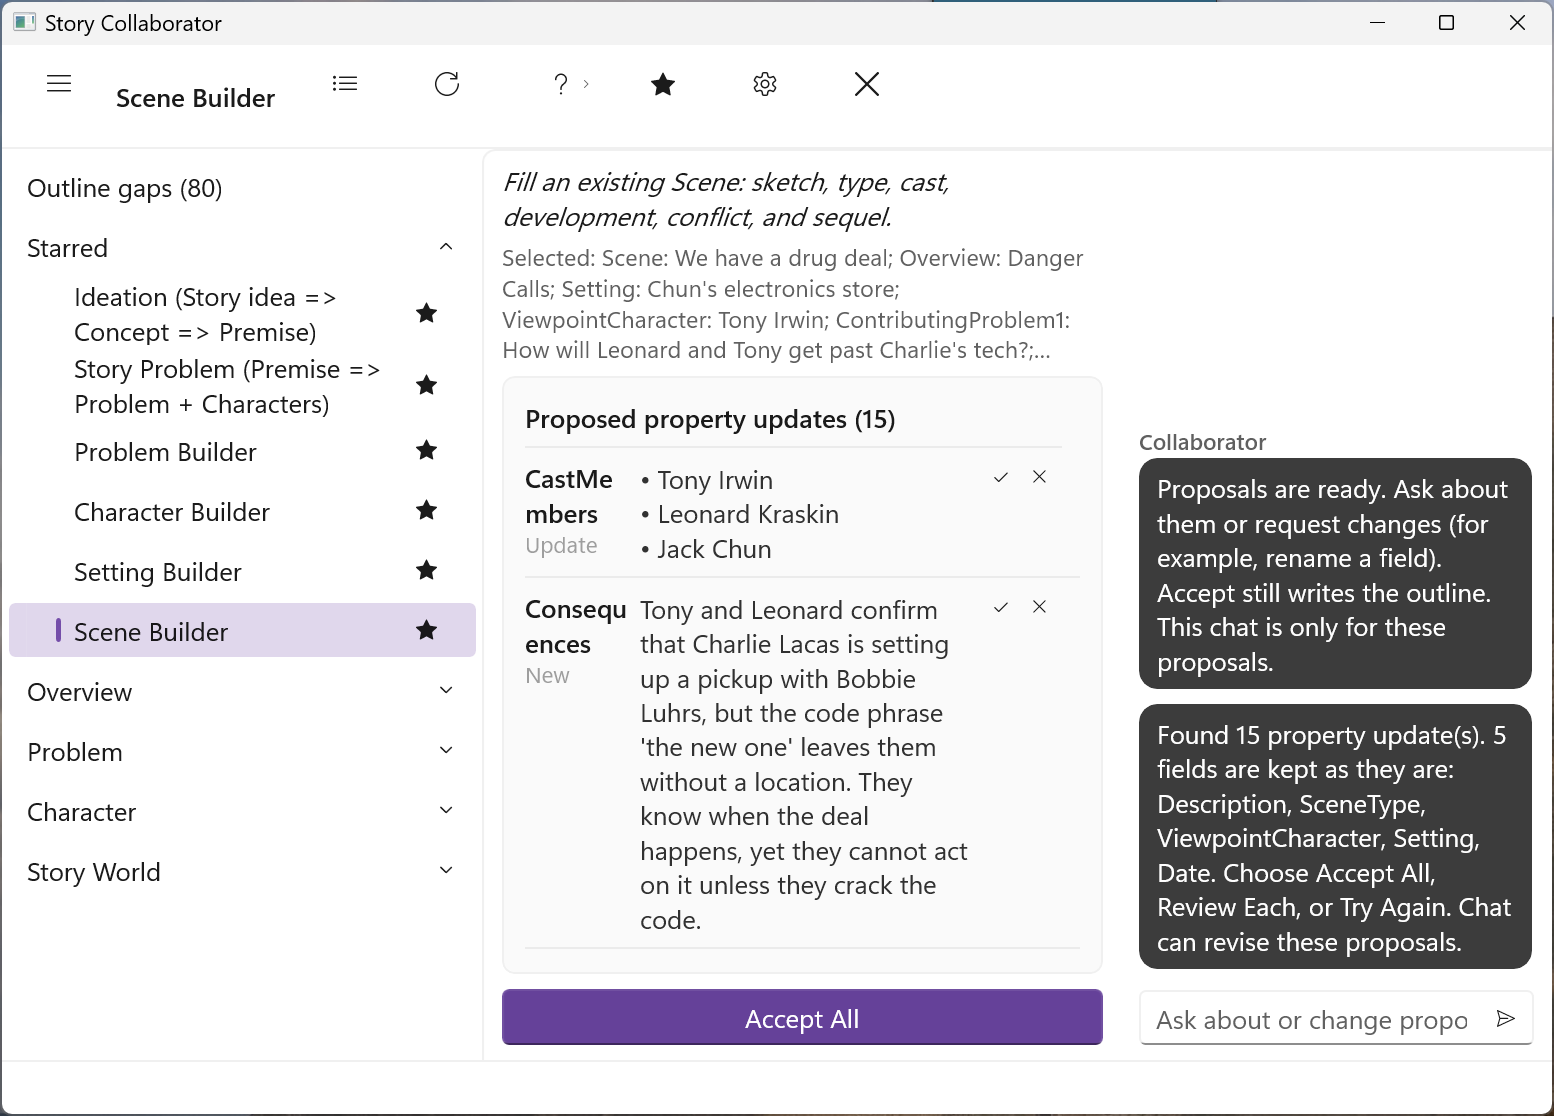 Story Collaborator
Scene Builder
?
Outline gaps (80)
Starred
Ideation (Story idea =>
Concept => Premise)
Story Problem (Premise =>
Problem + Characters)
Problem Builder
Character Builder
Setting Builder
Scene Builder
Overview
Problem
Character
Story World
Fill an existing Scene: sketch, type, cast,
development, conflict, and sequel.
Selected: Scene: We have a drug deal; Overview: Danger
Calls; Setting: Chun's electronics store;
ViewpointCharacter: Tony Irwin; ContributingProblem1:
How will Leonard and Tony get past Charlie's tech?;...
Proposed property updates (15)
CastMe
mbers
Update
• Tony Irwin
• Leonard Kraskin
• Jack Chun
Consequ
ences
New
Tony and Leonard confirm
that Charlie Lacas is setting
up a pickup with Bobbie
Luhrs, but the code phrase
'the new one' leaves them
without a location. They
know when the deal
happens, yet they cannot act
on it unless they crack the
code.
Accept All
Collaborator
Proposals are ready. Ask about
them or request changes (for
example, rename a field).
Accept still writes the outline.
This chat is only for these
proposals.
Found 15 property update(s). 5
fields are kept as they are:
Description, SceneType,
ViewpointCharacter, Setting,
Date. Choose Accept All,
Review Each, or Try Again. Chat
can revise these proposals.
Ask about or change propo